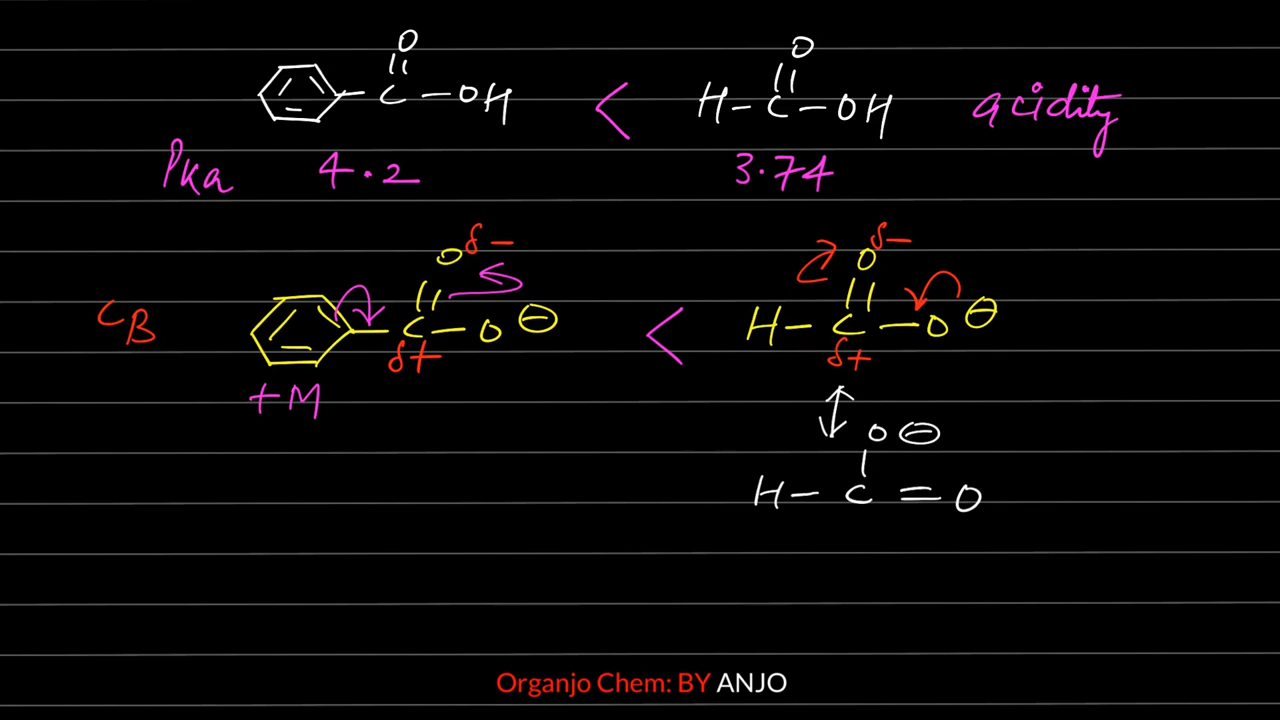 O
C — OH < H — C — OH acidity
O
Pka 4.2 3.74
O δ− O δ−
CB C — O ⊖ < H — C — O ⊖
δ+ δ+
+M
O ⊖
H — C = O
Organjo Chem: BY ANJO